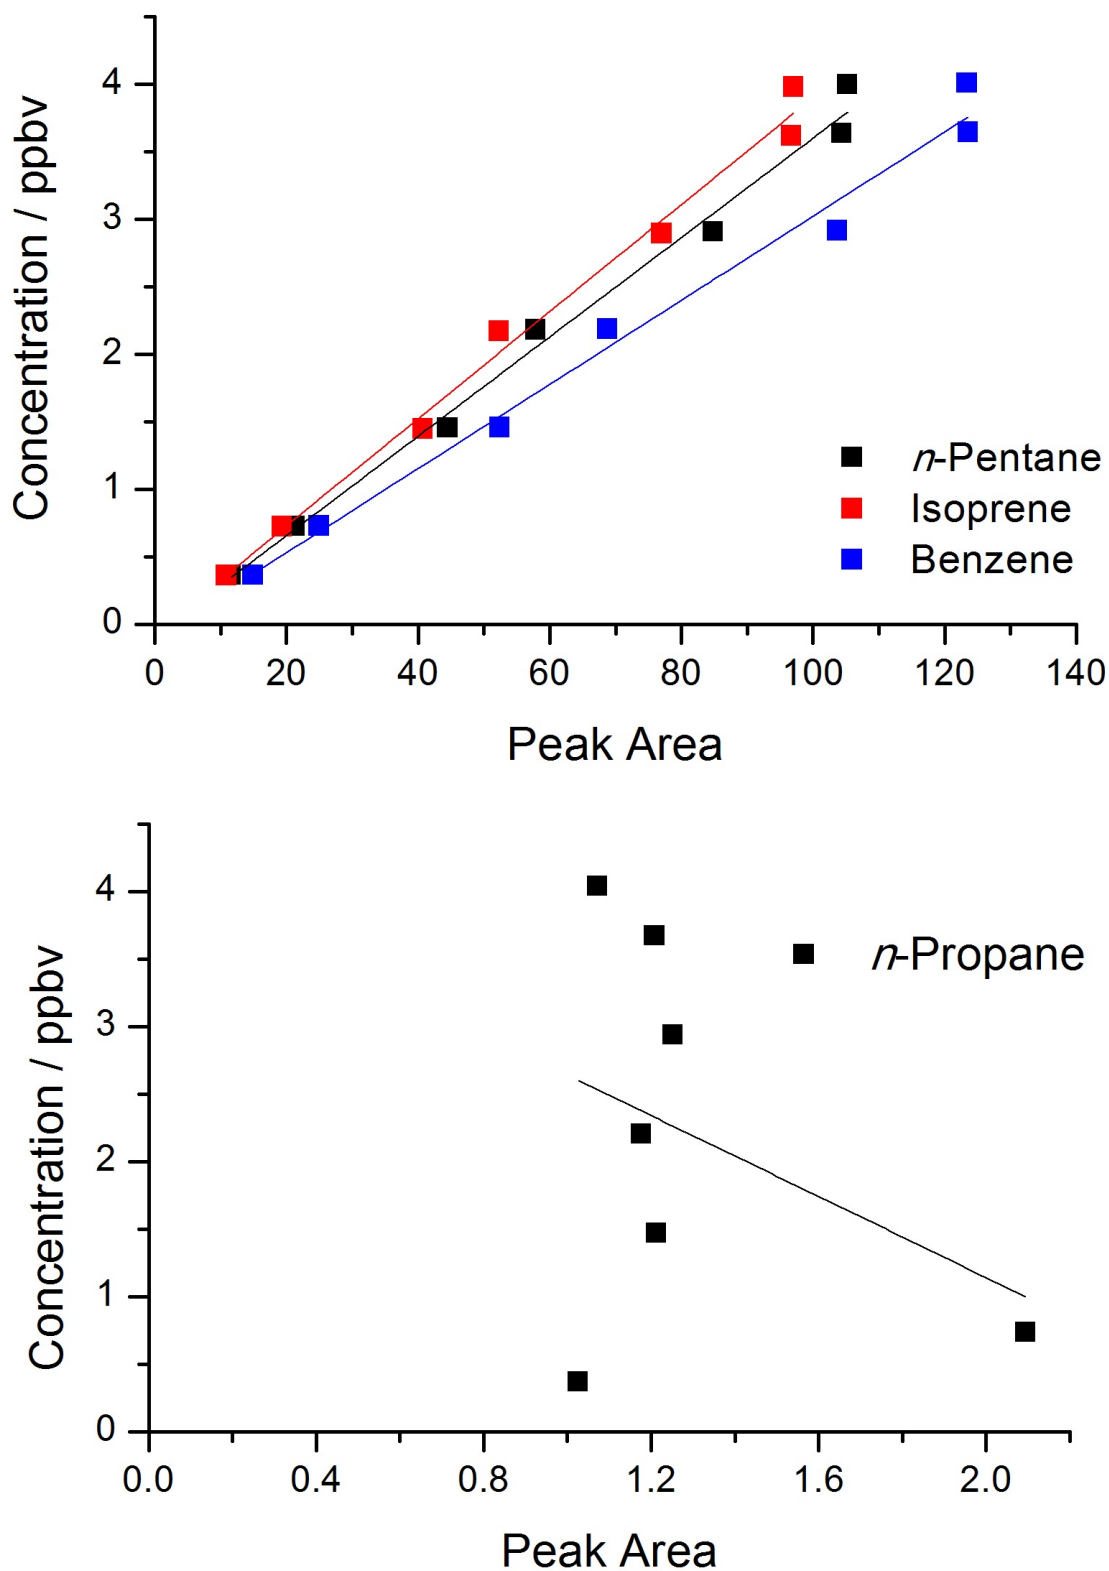 Concentration / ppbv
4
3
2
1
0
n-Pentane
Isoprene
Benzene
0 20 40 60 80 100 120 140
Peak Area
Concentration / ppbv
4
3
2
1
0
n-Propane
0.0 0.4 0.8 1.2 1.6 2.0
Peak Area